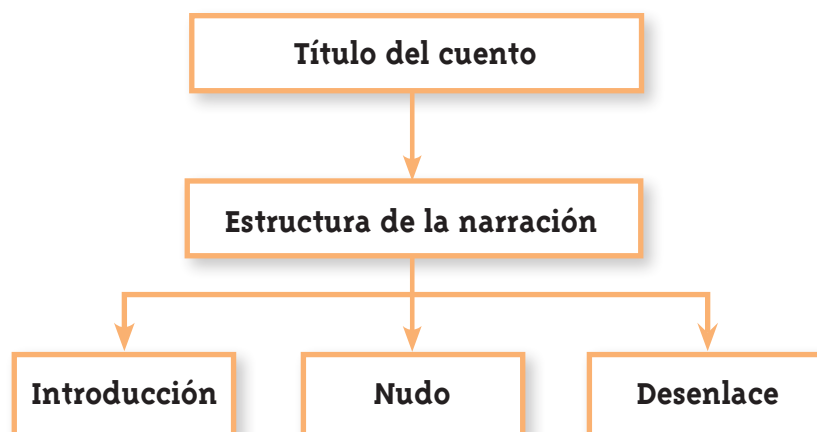 Título del cuento
Estructura de la narración
Introducción
Nudo
Desenlace